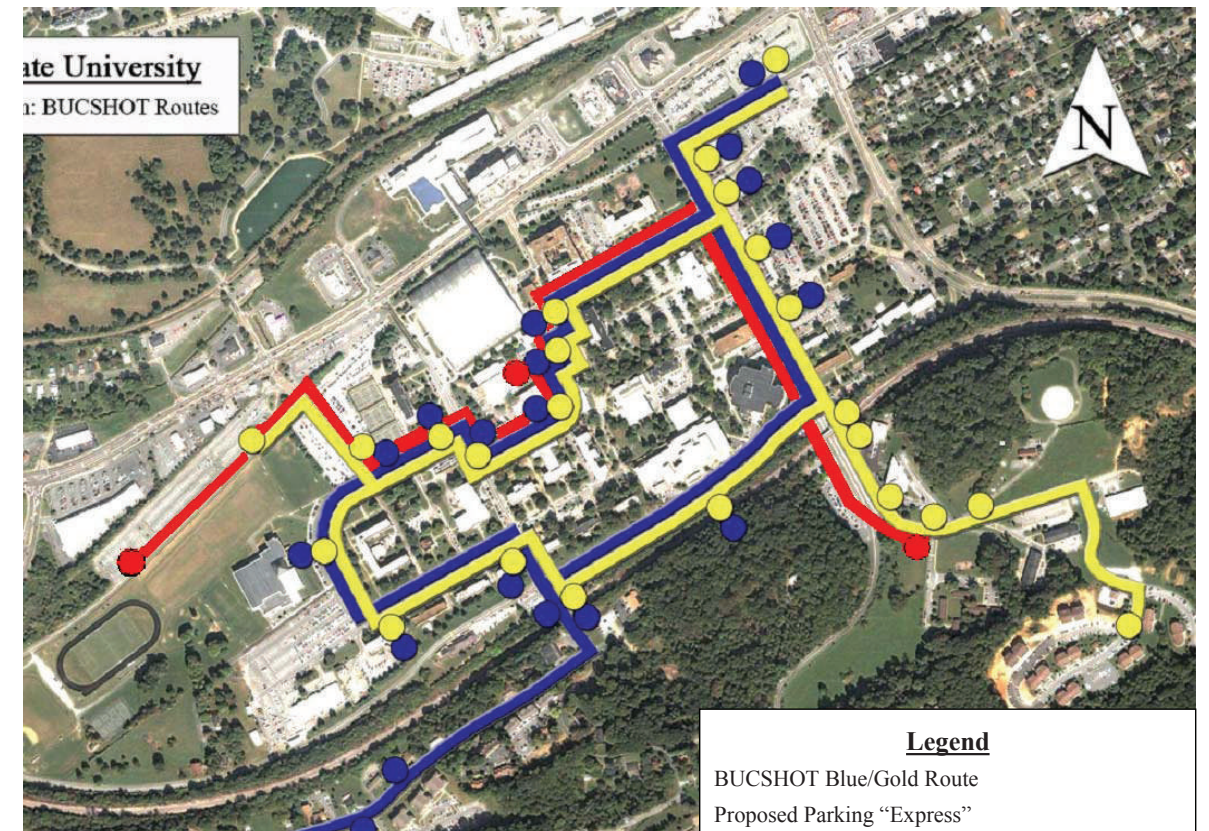 ate University
n: BUCSHOT Routes
N
Legend
BUCSHOT Blue/Gold Route
Proposed Parking “Express”